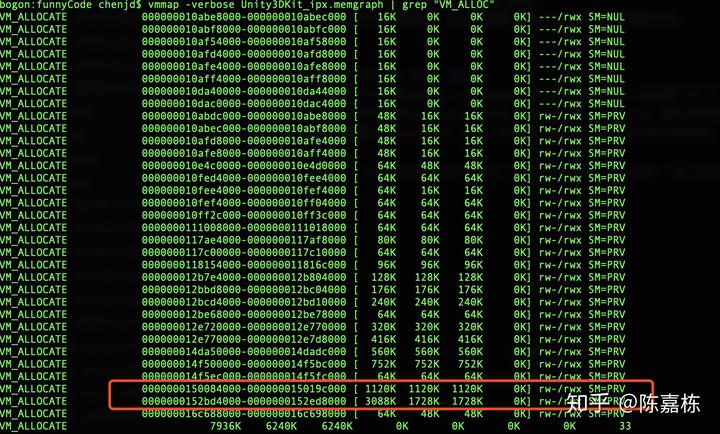 bogon:funnyCode chenjd$ vmmap -verbose Unity3DKit_ipx.memgraph | grep "VM_ALLOC"
VM_ALLOCATE 000000010abe8000-000000010abec000 [ 16K 0K 0K 0K] ---/rwx SM=NUL
VM_ALLOCATE 000000010abf8000-000000010abfc000 [ 16K 0K 0K 0K] ---/rwx SM=NUL
VM_ALLOCATE 000000010af54000-000000010af58000 [ 16K 0K 0K 0K] ---/rwx SM=NUL
VM_ALLOCATE 000000010afd4000-000000010afd8000 [ 16K 0K 0K 0K] ---/rwx SM=NUL
VM_ALLOCATE 000000010afe4000-000000010afe8000 [ 16K 0K 0K 0K] ---/rwx SM=NUL
VM_ALLOCATE 000000010aff4000-000000010aff8000 [ 16K 0K 0K 0K] ---/rwx SM=NUL
VM_ALLOCATE 000000010da40000-000000010da44000 [ 16K 0K 0K 0K] ---/rwx SM=NUL
VM_ALLOCATE 000000010dac0000-000000010dac4000 [ 16K 0K 0K 0K] ---/rwx SM=NUL
VM_ALLOCATE 000000010abdc000-000000010abe8000 [ 48K 16K 16K 0K] rw-/rwx SM=PRV
VM_ALLOCATE 000000010abec000-000000010abf8000 [ 48K 16K 16K 0K] rw-/rwx SM=PRV
VM_ALLOCATE 000000010afd8000-000000010afe4000 [ 48K 16K 16K 0K] rw-/rwx SM=PRV
VM_ALLOCATE 000000010afe8000-000000010aff4000 [ 48K 16K 16K 0K] rw-/rwx SM=PRV
VM_ALLOCATE 000000010e4c0000-000000010e4d0000 [ 64K 48K 48K 0K] rw-/rwx SM=PRV
VM_ALLOCATE 000000010fed4000-000000010fee4000 [ 64K 64K 64K 0K] rw-/rwx SM=PRV
VM_ALLOCATE 000000010fee4000-000000010fef4000 [ 64K 16K 16K 0K] rw-/rwx SM=PRV
VM_ALLOCATE 000000010fef4000-000000010ff04000 [ 64K 64K 64K 0K] rw-/rwx SM=PRV
VM_ALLOCATE 000000010ff2c000-000000010ff3c000 [ 64K 64K 64K 0K] rw-/rwx SM=PRV
VM_ALLOCATE 0000000111008000-0000000111018000 [ 64K 64K 64K 0K] rw-/rwx SM=PRV
VM_ALLOCATE 0000000117ae4000-0000000117af8000 [ 80K 80K 80K 0K] rw-/rwx SM=PRV
VM_ALLOCATE 0000000117c00000-0000000117c10000 [ 64K 64K 64K 0K] rw-/rwx SM=PRV
VM_ALLOCATE 0000000118154000-000000011816c000 [ 96K 96K 96K 0K] rw-/rwx SM=PRV
VM_ALLOCATE 000000012b7e4000-000000012b804000 [ 128K 128K 128K 0K] rw-/rwx SM=PRV
VM_ALLOCATE 000000012bbd8000-000000012bc04000 [ 176K 176K 176K 0K] rw-/rwx SM=PRV
VM_ALLOCATE 000000012bcd4000-000000012bd10000 [ 240K 240K 240K 0K] rw-/rwx SM=PRV
VM_ALLOCATE 000000012be68000-000000012be78000 [ 64K 64K 64K 0K] rw-/rwx SM=PRV
VM_ALLOCATE 000000012e720000-000000012e770000 [ 320K 320K 320K 0K] rw-/rwx SM=PRV
VM_ALLOCATE 000000012e770000-000000012e7d8000 [ 416K 416K 416K 0K] rw-/rwx SM=PRV
VM_ALLOCATE 000000014da50000-000000014dadc000 [ 560K 560K 560K 0K] rw-/rwx SM=PRV
VM_ALLOCATE 000000014f500000-000000014f5bc000 [ 752K 752K 752K 0K] rw-/rwx SM=PRV
VM_ALLOCATE 000000014f5ec000-000000014f5fc000 [ 64K 64K 64K 0K] rw-/rwx SM=PRV
VM_ALLOCATE 0000000150084000-000000015019c000 [ 1120K 1120K 1120K 0K] rw-/rwx SM=PRV
VM_ALLOCATE 0000000152bd4000-0000000152ed8000 [ 3088K 1728K 1728K 0K] rw-/rwx SM=PRV
VM_ALLOCATE 000000016c688000-000000016c698000 [ 64K 48K 48K 0K] rw-/rwx SM=PRV
VM_ALLOCATE 7936K 6240K 6240K 0K 0K 0K 0K 33
知乎 @陈嘉栋